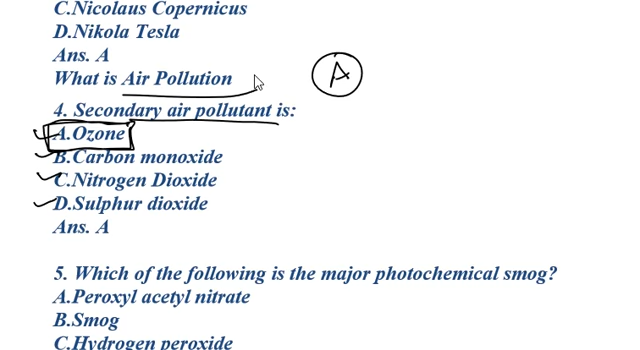 C.Nicolaus Copernicus
D.Nikola Tesla
Ans. A
What is Air Pollution
A
4. Secondary air pollutant is:
A.Ozone
B.Carbon monoxide
C.Nitrogen Dioxide
D.Sulphur dioxide
Ans. A
5. Which of the following is the major photochemical smog?
A.Peroxyl acetyl nitrate
B.Smog
C.Hydrogen peroxide